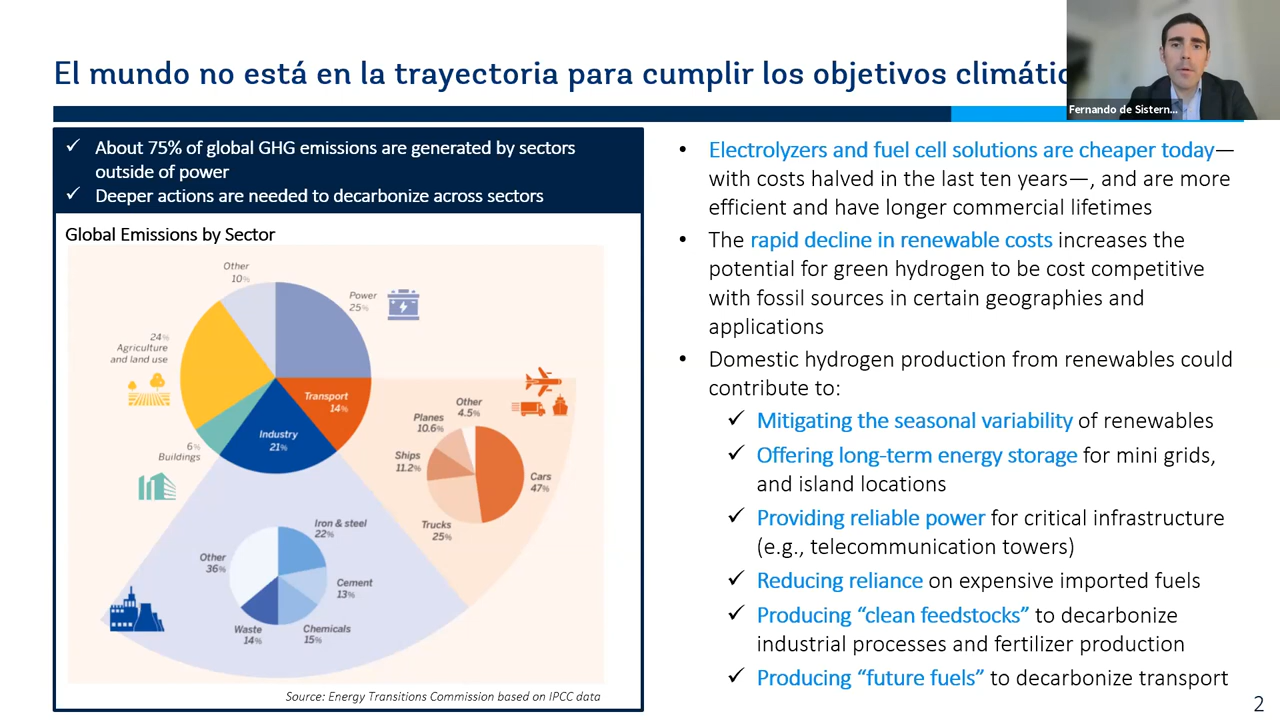 El mundo no está en la trayectoria para cumplir los objetivos
Fernando de Sistern...
✓ About 75% of global GHG emissions are generated by sectors
outside of power
✓ Deeper actions are needed to decarbonize across sectors
Global Emissions by Sector
Other
10%
Power
25%
24%
Agriculture
and land use
Transport
14%
Industry
21%
6%
Buildings
Other
4.5%
Planes
10.6%
Ships
11.2%
Cars
47%
Trucks
25%
Iron & steel
22%
Other
36%
Cement
13%
Waste
14%
Chemicals
15%
Source: Energy Transitions Commission based on IPCC data
• Electrolyzers and fuel cell solutions are cheaper today—
with costs halved in the last ten years—, and are more
efficient and have longer commercial lifetimes
• The rapid decline in renewable costs increases the
potential for green hydrogen to be cost competitive
with fossil sources in certain geographies and
applications
• Domestic hydrogen production from renewables could
contribute to:
✓ Mitigating the seasonal variability of renewables
✓ Offering long-term energy storage for mini grids,
and island locations
✓ Providing reliable power for critical infrastructure
(e.g., telecommunication towers)
✓ Reducing reliance on expensive imported fuels
✓ Producing “clean feedstocks” to decarbonize
industrial processes and fertilizer production
✓ Producing “future fuels” to decarbonize transport
2